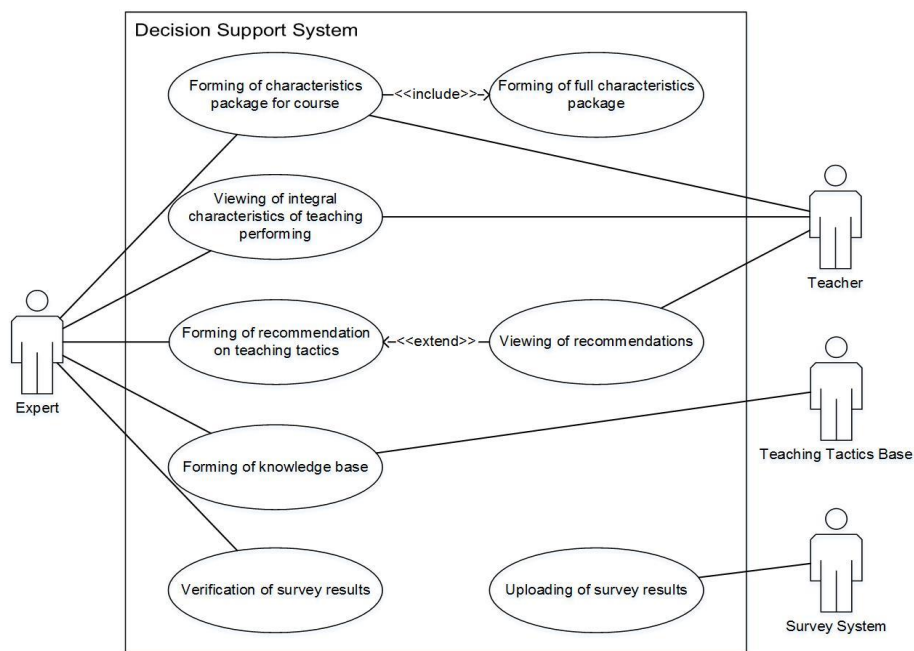 Decision Support System
Forming of characteristics
package for course
<<include>>
Forming of full characteristics
package
Viewing of integral
characteristics of teaching
performing
Teacher
Forming of recommendation
on teaching tactics
<<extend>>
Viewing of recommendations
Expert
Teaching Tactics Base
Forming of knowledge base
Verification of survey results
Uploading of survey results
Survey System